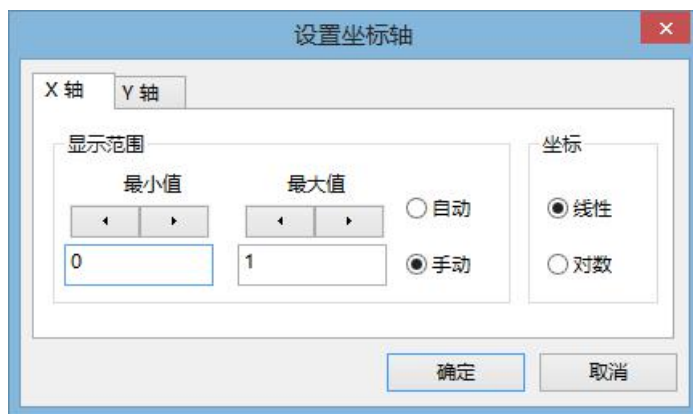 设置坐标轴
X 轴 Y 轴
显示范围 坐标
最小值 最大值
自动 线性
0 1 手动 对数
确定 取消